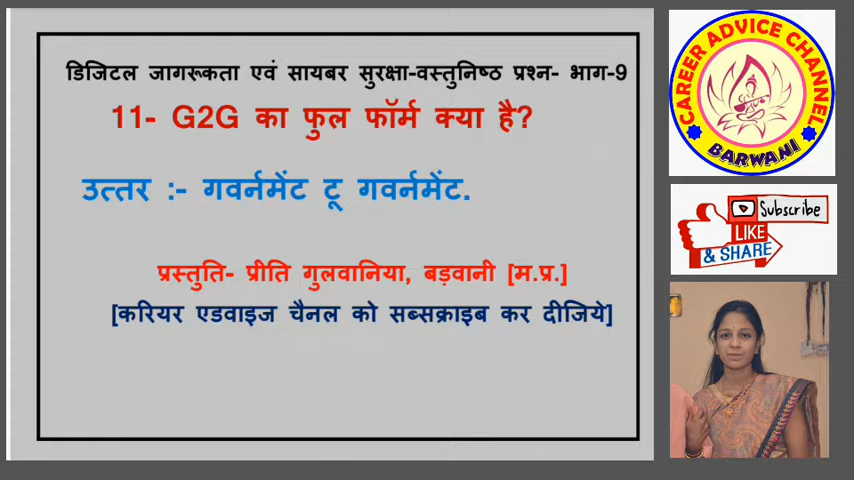 डिजिटल जागरूकता एवं सायबर सुरक्षा-वस्तुनिष्ठ प्रश्न- भाग-9
11- G2G का फुल फॉर्म क्या है?
उत्तर :- गवर्नमेंट टू गवर्नमेंट.
प्रस्तुति- प्रीति गुलवानिया, बड़वानी [म.प्र.]
[करियर एडवाइज चैनल को सब्सक्राइब कर दीजिये]
CAREER ADVICE CHANNEL
BARWANI
Subscribe
LIKE
& SHARE